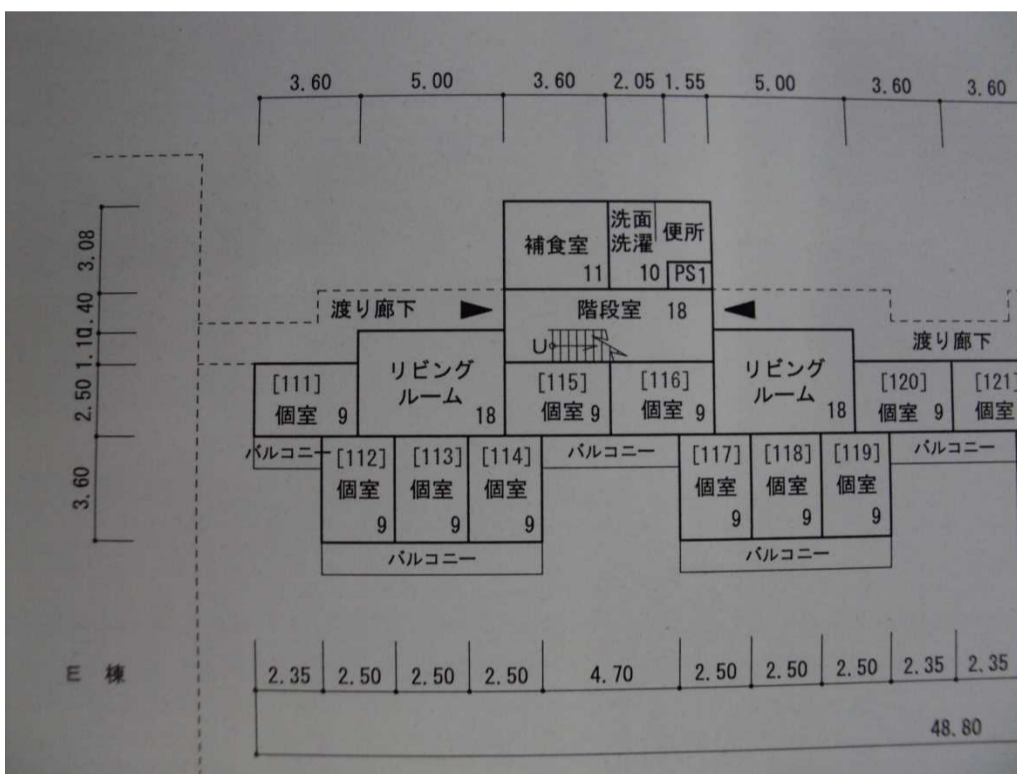 3.60 5.00 3.60 2.05 1.55 5.00 3.60 3.60
3.08
1.40
1.10
2.50
3.60
補食室
11
洗面
洗濯
10
便所
PS1
渡り廊下
階段室 18
U
渡り廊下
リビング
ルーム
18
リビング
ルーム
18
[111]
個室 9
[115]
個室 9
[116]
個室 9
[120]
個室 9
[121]
個室
バルコニー
バルコニー
バルコニー
[112]
個室
9
[113]
個室
9
[114]
個室
9
[117]
個室
9
[118]
個室
9
[119]
個室
9
バルコニー
バルコニー
E 棟
2.35 2.50 2.50 2.50 4.70 2.50 2.50 2.50 2.35 2.35
48.80